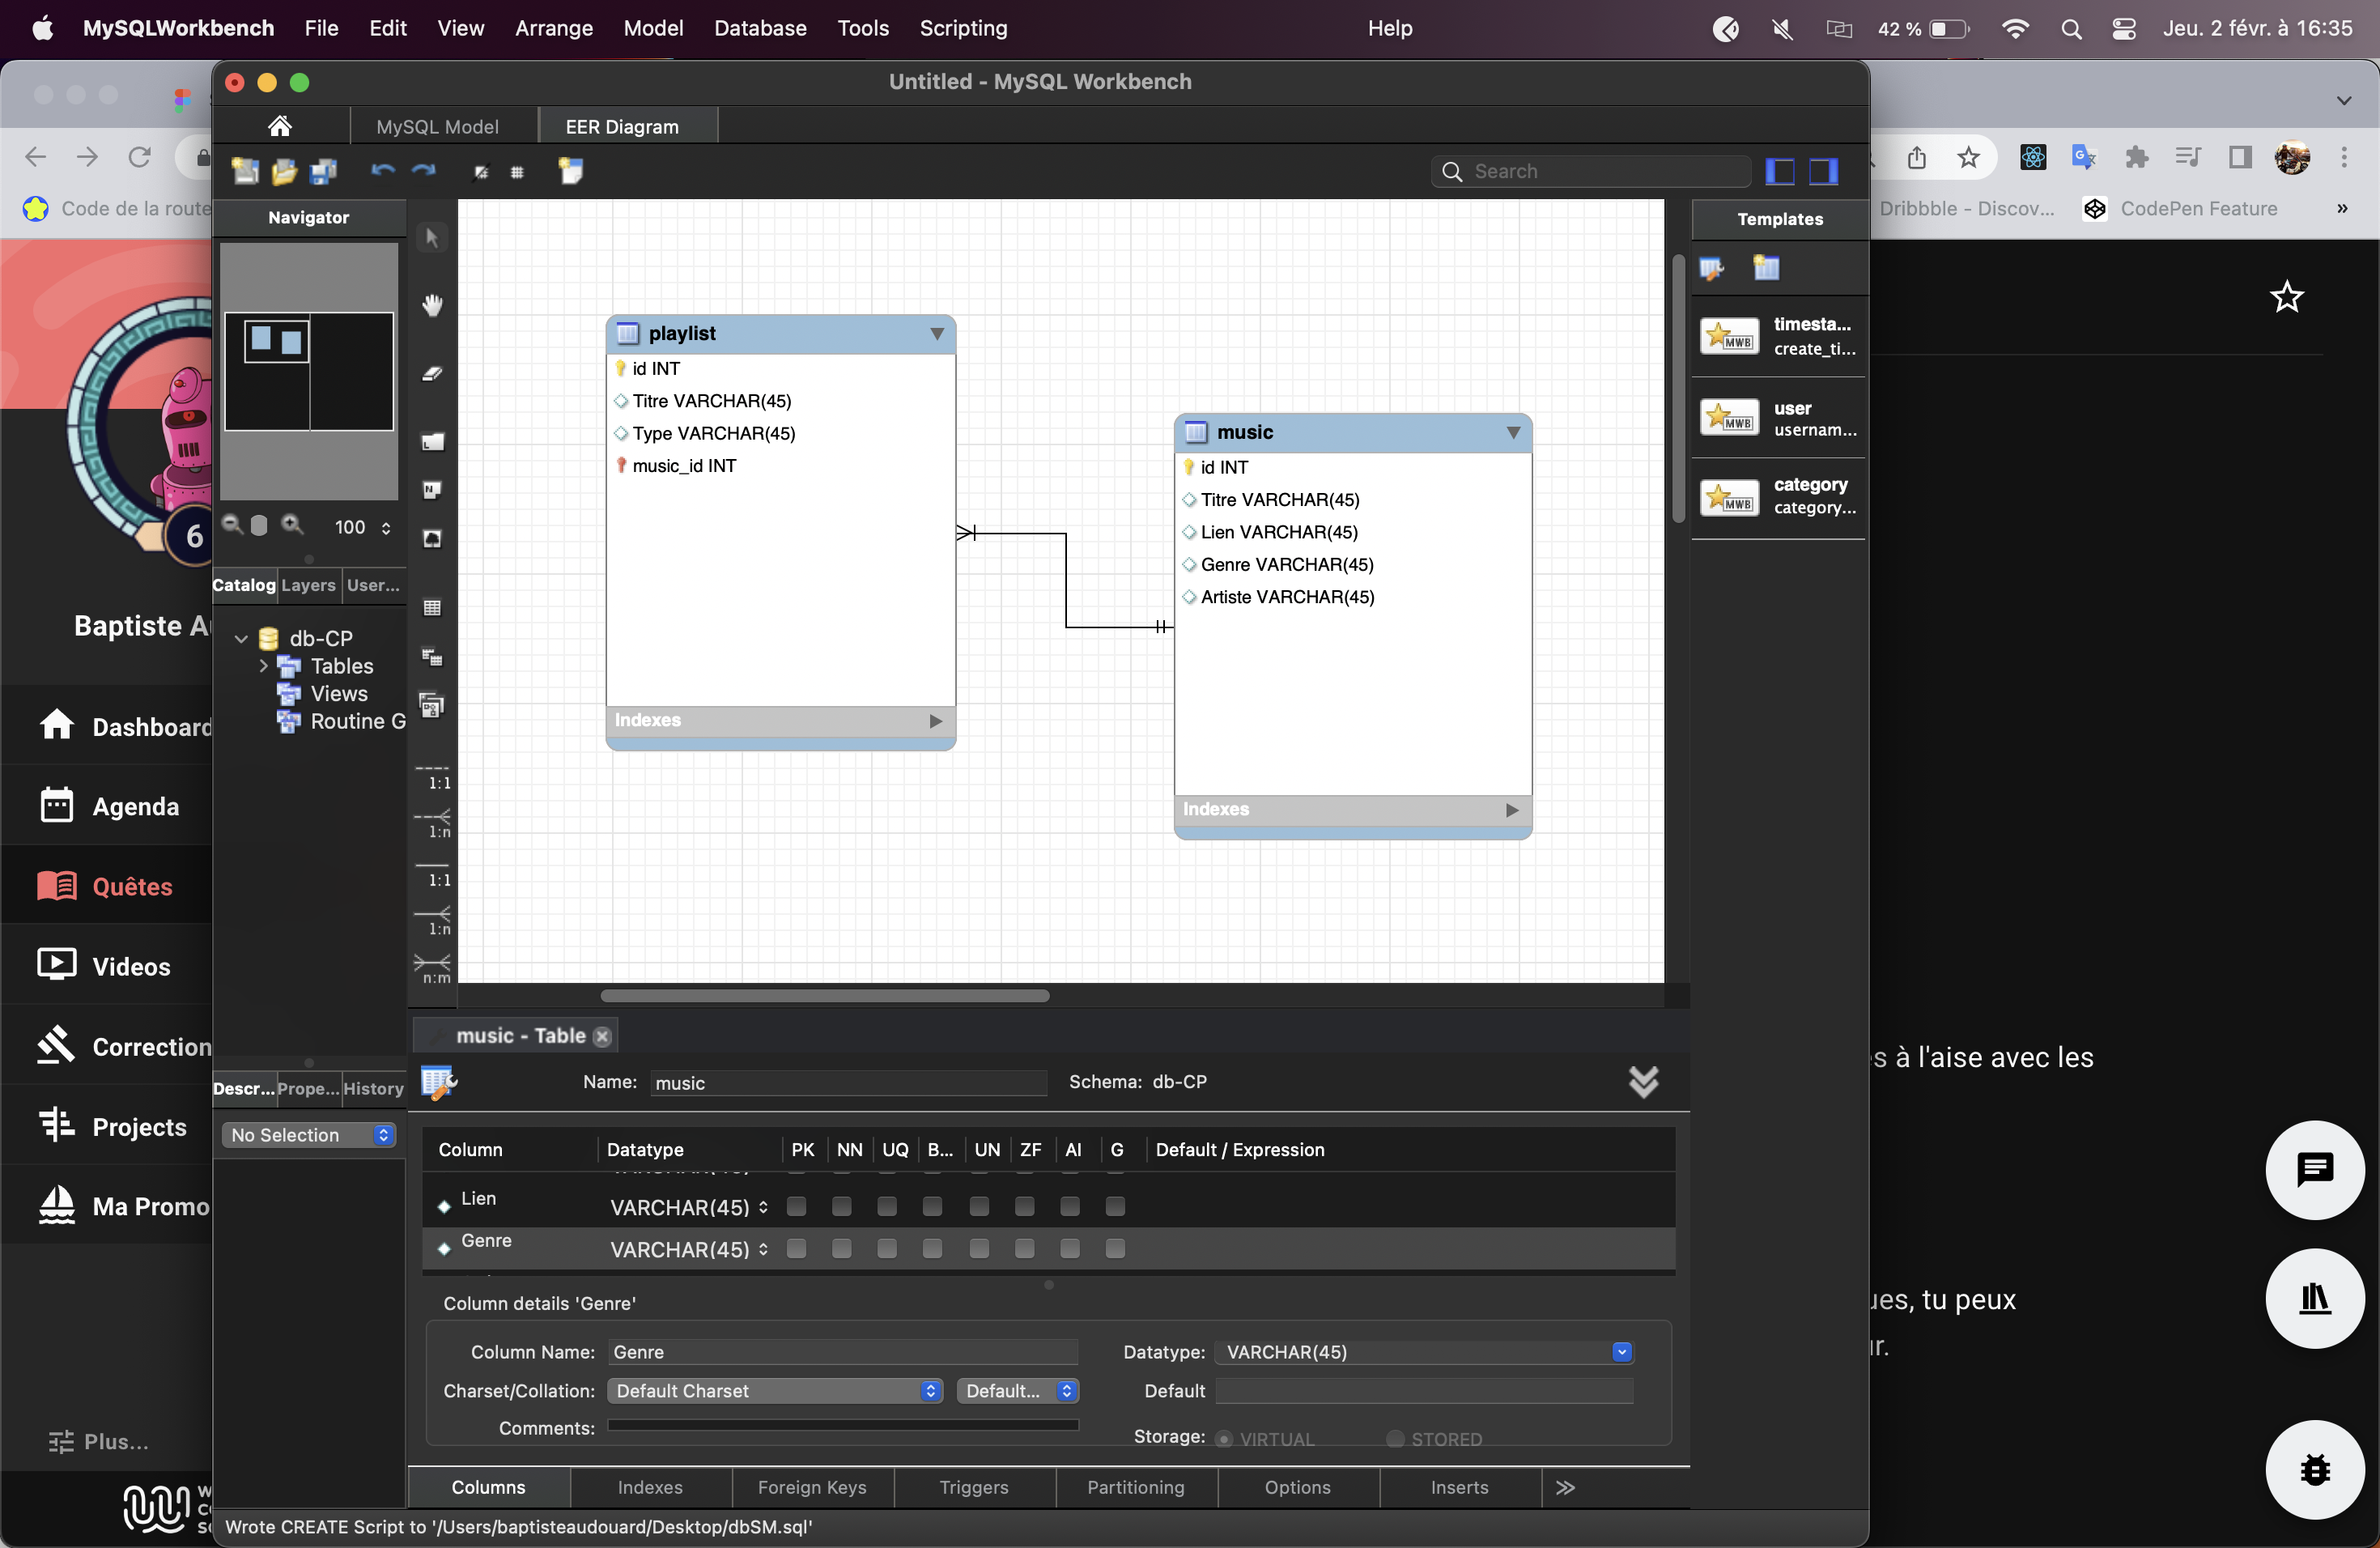 MySQLWorkbench File Edit View Arrange Model Database Tools Scripting Help 42 % Jeu. 2 févr. à 16:35
Untitled - MySQL Workbench
MySQL Model EER Diagram
Search
Code de la route
Dribbble - Discov... CodePen Feature »
Navigator
Templates
100
Catalog Layers User...
db-CP
Tables
Views
Routine G
Descr... Prope... History
No Selection
1:1
1:n
1:1
1:n
n:m
playlist
id INT
Titre VARCHAR(45)
Type VARCHAR(45)
music_id INT
Indexes
music
id INT
Titre VARCHAR(45)
Lien VARCHAR(45)
Genre VARCHAR(45)
Artiste VARCHAR(45)
Indexes
MWB
timesta...
create_ti...
MWB
user
usernam...
MWB
category
category...
6
Baptiste A
Dashboard
Agenda
Quêtes
Videos
Correction
Projects
Ma Promo
Plus...
music - Table
Name: music Schema: db-CP
Column Datatype PK NN UQ B... UN ZF AI G Default / Expression
Lien VARCHAR(45)
Genre VARCHAR(45)
Column details 'Genre'
Column Name: Genre Datatype: VARCHAR(45)
Charset/Collation: Default Charset Default... Default
Comments: Storage: VIRTUAL STORED
Columns Indexes Foreign Keys Triggers Partitioning Options Inserts
Wrote CREATE Script to '/Users/baptisteaudouard/Desktop/dbSM.sql'
s à l'aise avec les
ues, tu peux
r.